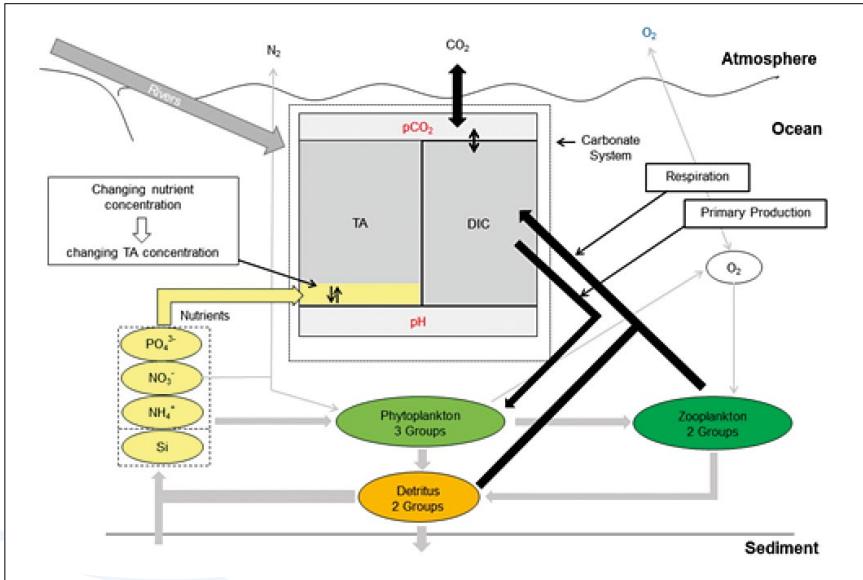 N₂
CO₂
O₂
Atmosphere
Rivers
Ocean
pCO₂
Carbonate
System
Respiration
Changing nutrient
concentration
changing TA concentration
Primary Production
TA
DIC
O₂
Nutrients
pH
PO₄³⁻
NO₃⁻
NH₄⁺
Si
Phytoplankton
3 Groups
Zooplankton
2 Groups
Detritus
2 Groups
Sediment